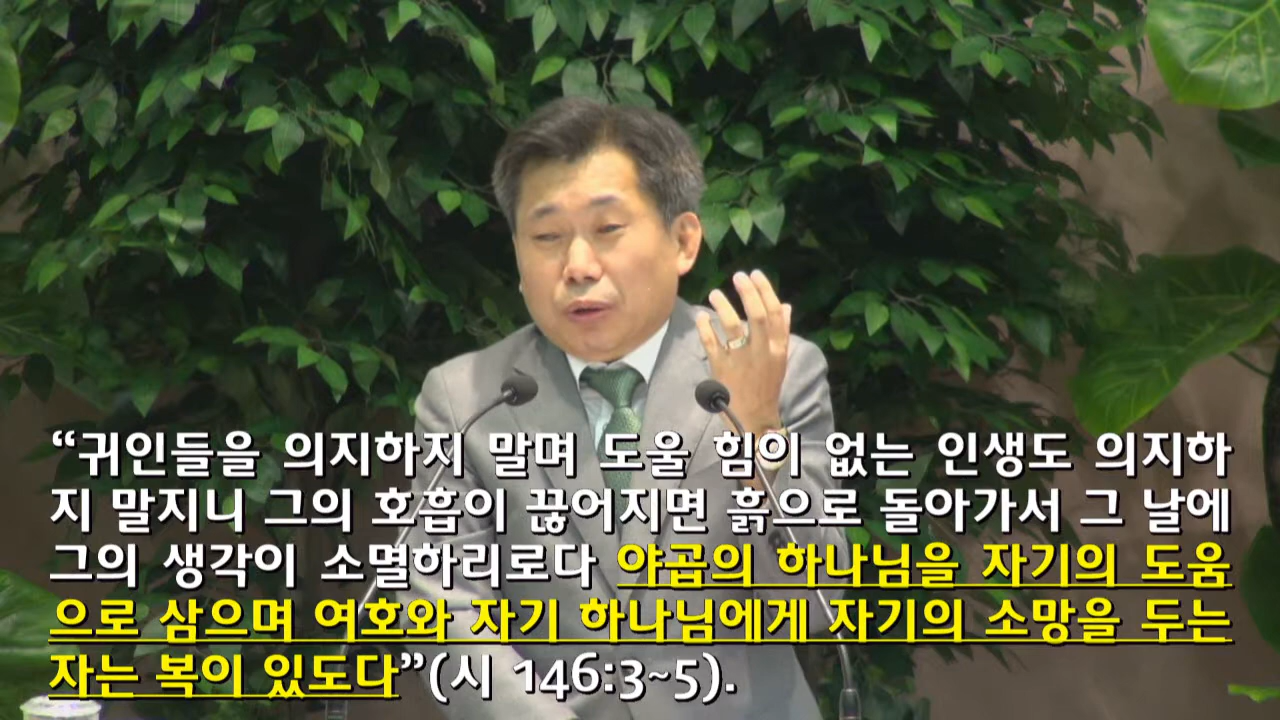 “귀인들을 의지하지 말며 도울 힘이 없는 인생도 의지하
지 말지니 그의 호흡이 끊어지면 흙으로 돌아가서 그 날에
그의 생각이 소멸하리로다 야곱의 하나님을 자기의 도움
으로 삼으며 여호와 자기 하나님에게 자기의 소망을 두는
자는 복이 있도다”(시 146:3~5).